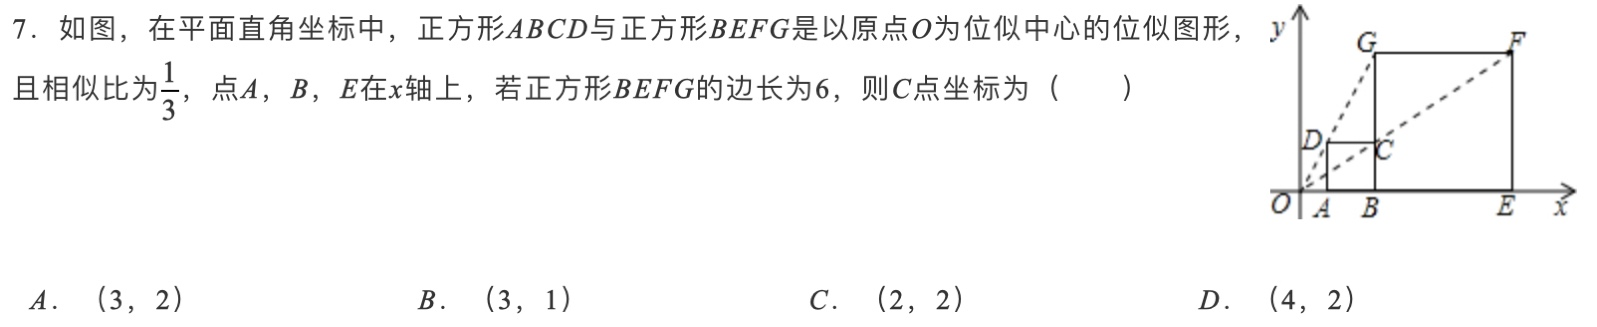 7．如图，在平面直角坐标中，正方形ABCD与正方形BEFG是以原点O为位似中心的位似图形，
且相似比为1/3，点A，B，E在x轴上，若正方形BEFG的边长为6，则C点坐标为（　　）
y
G
F
D
C
O
A
B
E
x
A．（3，2）
B．（3，1）
C．（2，2）
D．（4，2）